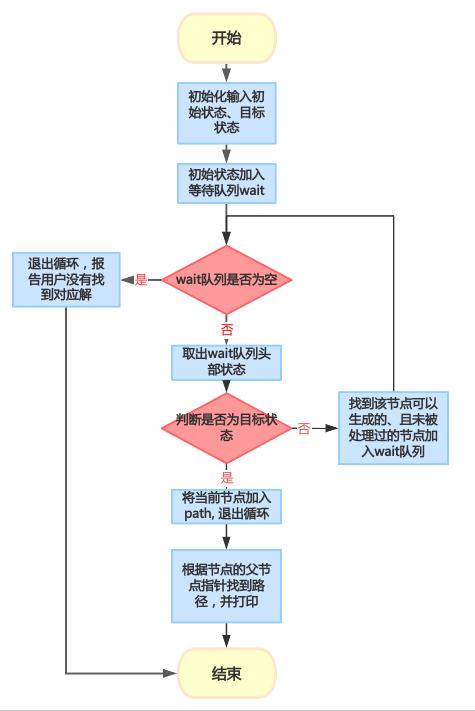 开始
初始化输入初
始状态、目标
状态
初始状态加入
等待队列wait
wait队列是否为空
是
退出循环，报
告用户没有找
到对应解
否
取出wait队列头
部状态
判断是否为目标状
态
否
找到该节点可以
生成的、且未被
处理过的节点加
入wait队列
是
将当前节点加入
path, 退出循环
根据节点的父节
点指针找到路
径，并打印
结束